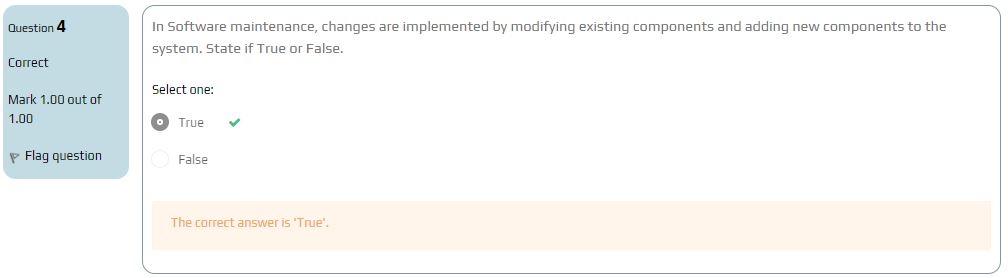 Question 4
Correct
Mark 1.00 out of
1.00
Flag question
In Software maintenance, changes are implemented by modifying existing components and adding new components to the
system. State if True or False.
Select one:
True
False
The correct answer is 'True'.